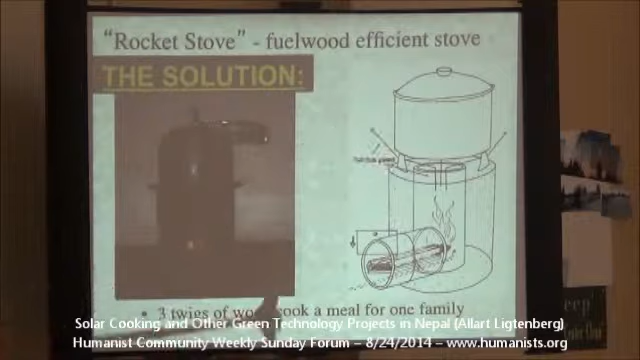 "Rocket Stove" - fuelwood efficient stove
THE SOLUTION:
• 3 twigs of cook a meal for one family
Solar Cooking and Other Green Technology Projects in Nepal (Allart Ligtenberg)
Humanist Community Weekly Sunday Forum – 8/24/2014 – www.humanists.org